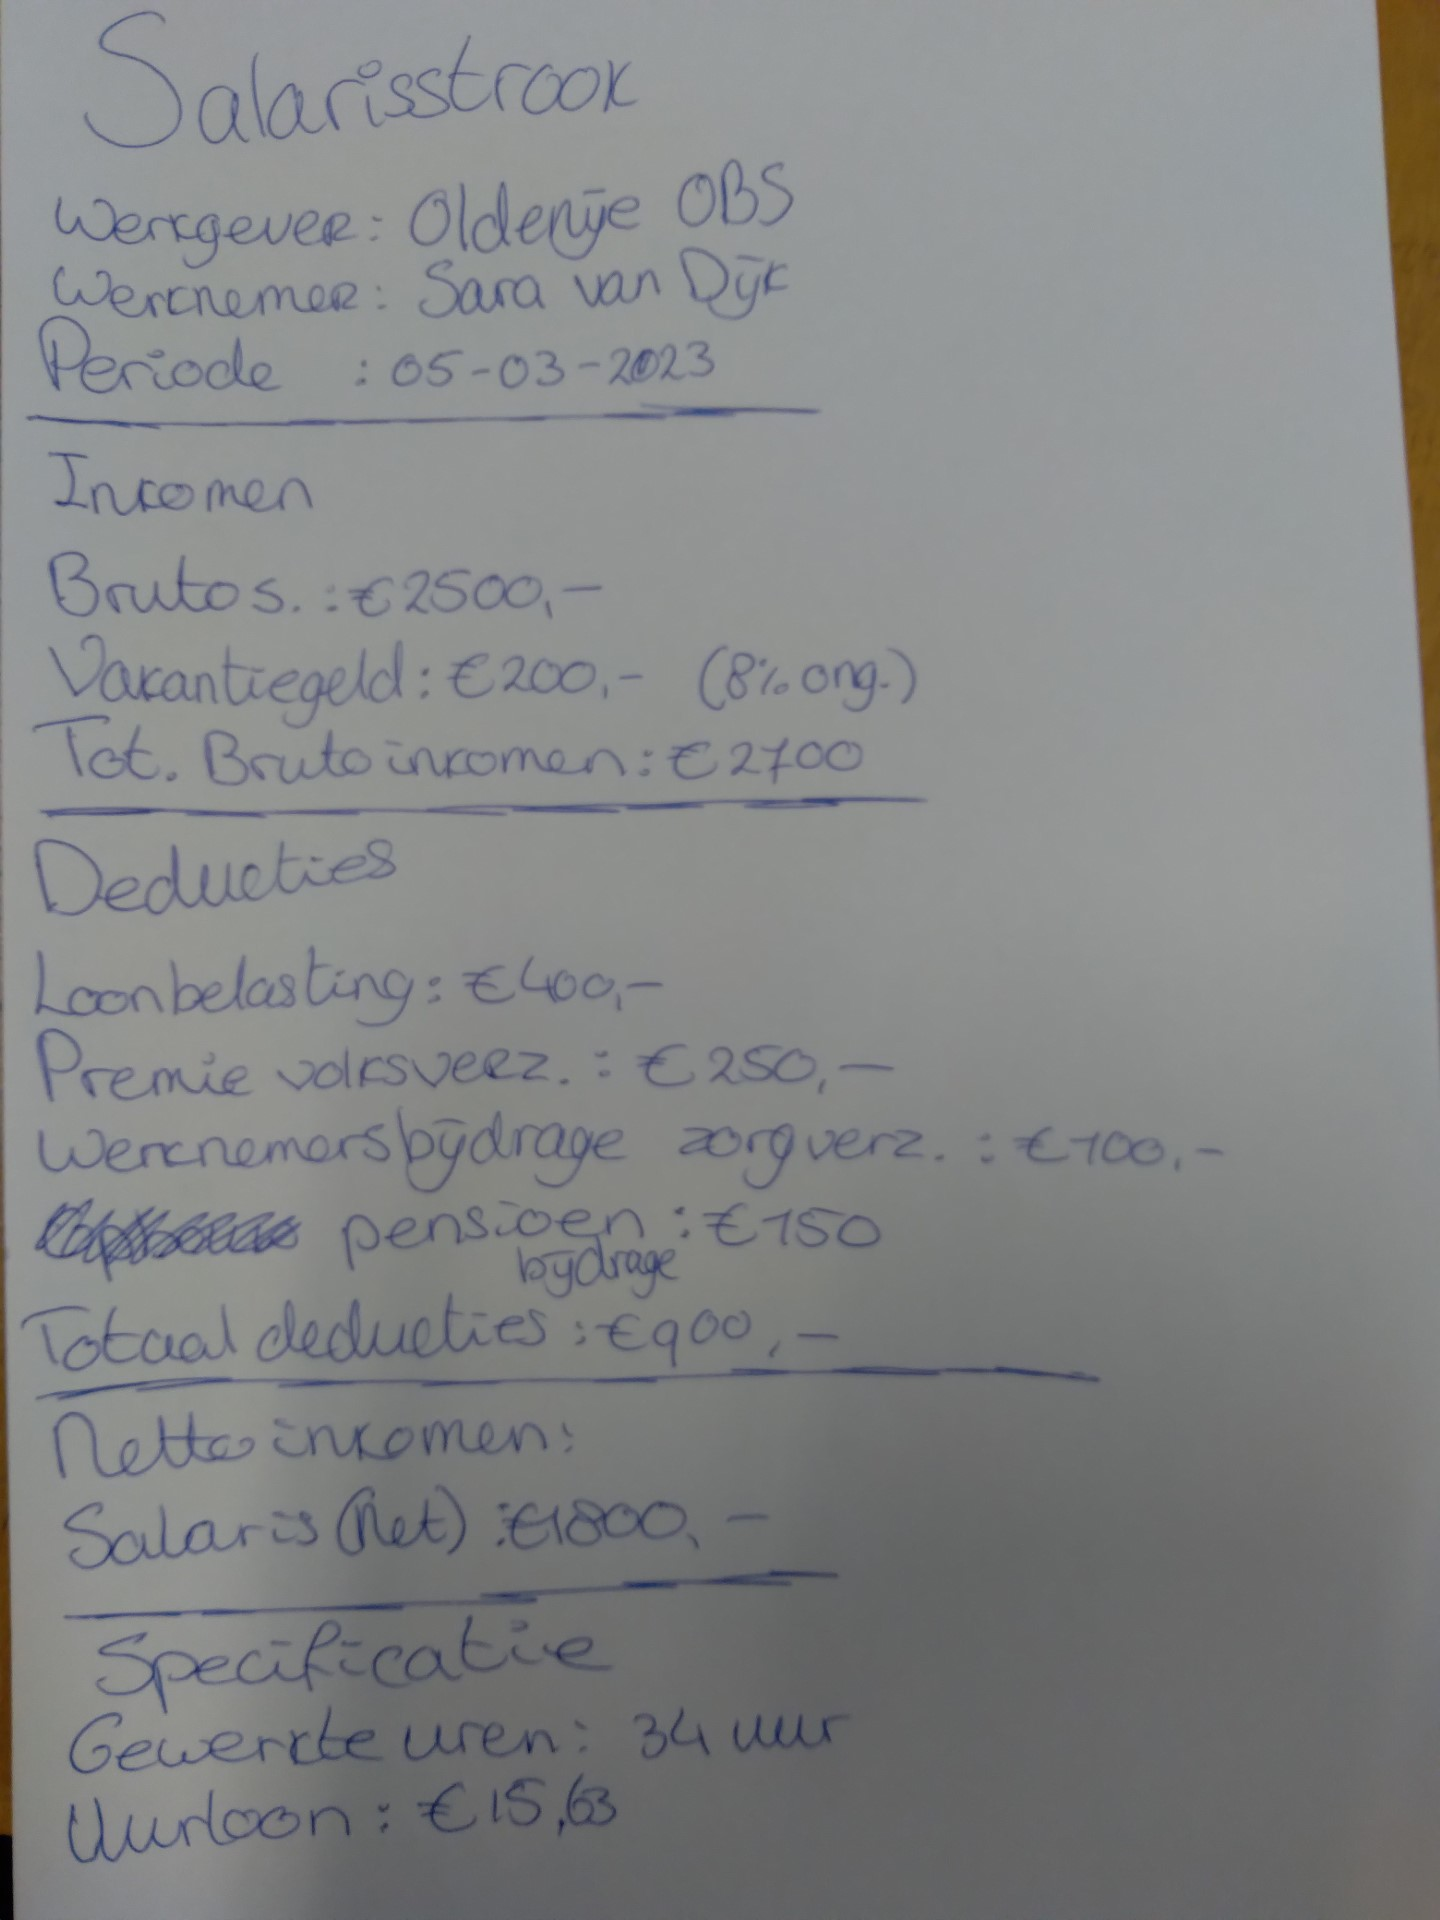 Salarisstrook
Werkgever: Oldenije OBS
Werknemer: Sara van Dijk
Periode : 05-03-2023
Inkomen
Bruto s. : €2500,-
Vakantiegeld: €200,- (8% ong.)
Tot. Bruto inkomen: €2700
Deducties
Loonbelasting: €400,-
Premie volksverz. : €250,-
Werknemersbijdrage zorgverz. : €100,-
pensioen : €150
bijdrage
Totaal deducties : €900,-
Netto inkomen:
Salaris (Net) : €1800,-
Specificatie
Gewerkte uren: 34 uur
Uurloon : €15,63